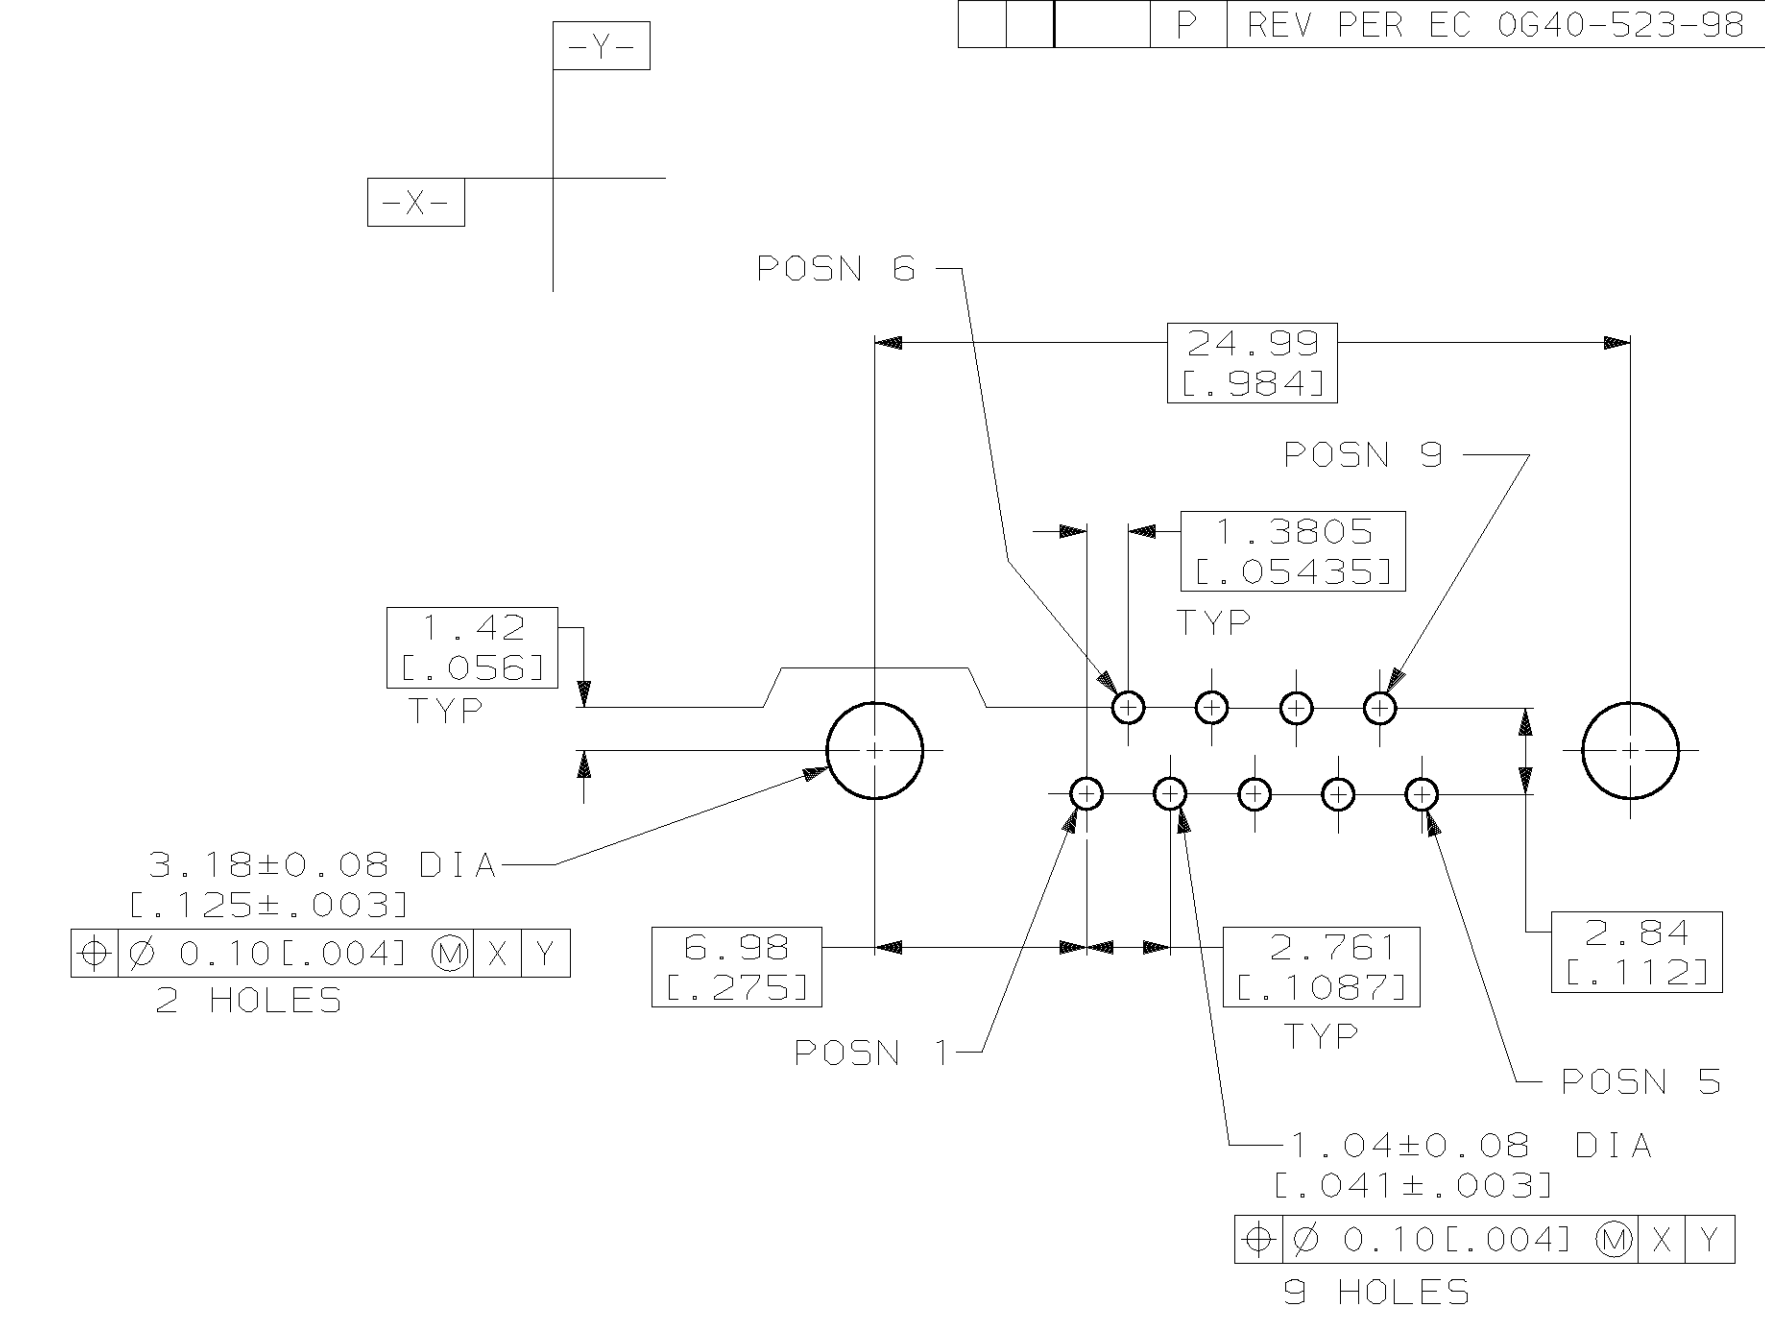 P REV PER EC 0G40-523-98
-Y-
-X-
POSN 6
24.99
[.984]
POSN 9
1.3805
[.05435]
TYP
1.42
[.056]
TYP
3.18±0.08 DIA
[.125±.003]
⌖ Ø 0.10[.004] Ⓜ X Y
2 HOLES
6.98
[.275]
2.761
[.1087]
TYP
2.84
[.112]
POSN 1
POSN 5
1.04±0.08 DIA
[.041±.003]
⌖ Ø 0.10[.004] Ⓜ X Y
9 HOLES